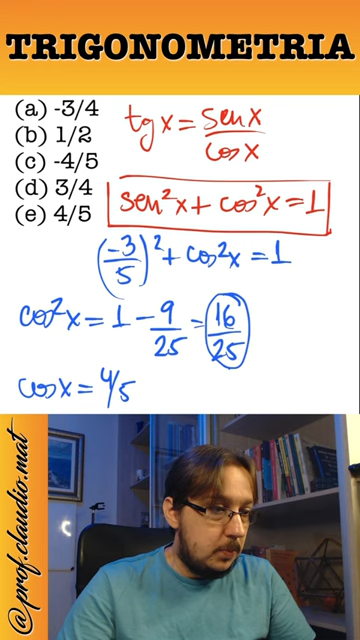 TRIGONOMETRIA
(a) -3/4
(b) 1/2
(c) -4/5
(d) 3/4
(e) 4/5
tg x = sen x / cos x
sen²x + cos²x = 1
(-3/5)² + cos²x = 1
cos²x = 1 - 9/25 = 16/25
cos x = 4/5
@prof.claudio.mat